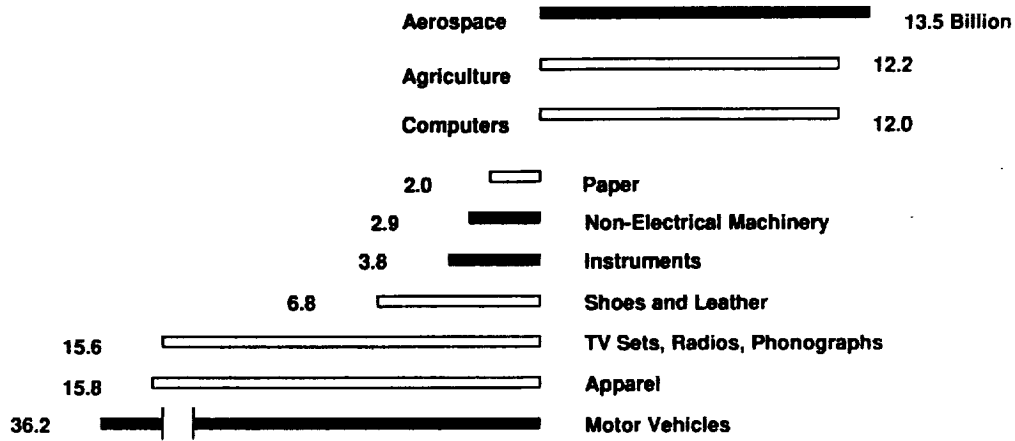 Aerospace 13.5 Billion
Agriculture 12.2
Computers 12.0
2.0 Paper
2.9 Non-Electrical Machinery
3.8 Instruments
6.8 Shoes and Leather
15.6 TV Sets, Radios, Phonographs
15.8 Apparel
36.2 Motor Vehicles